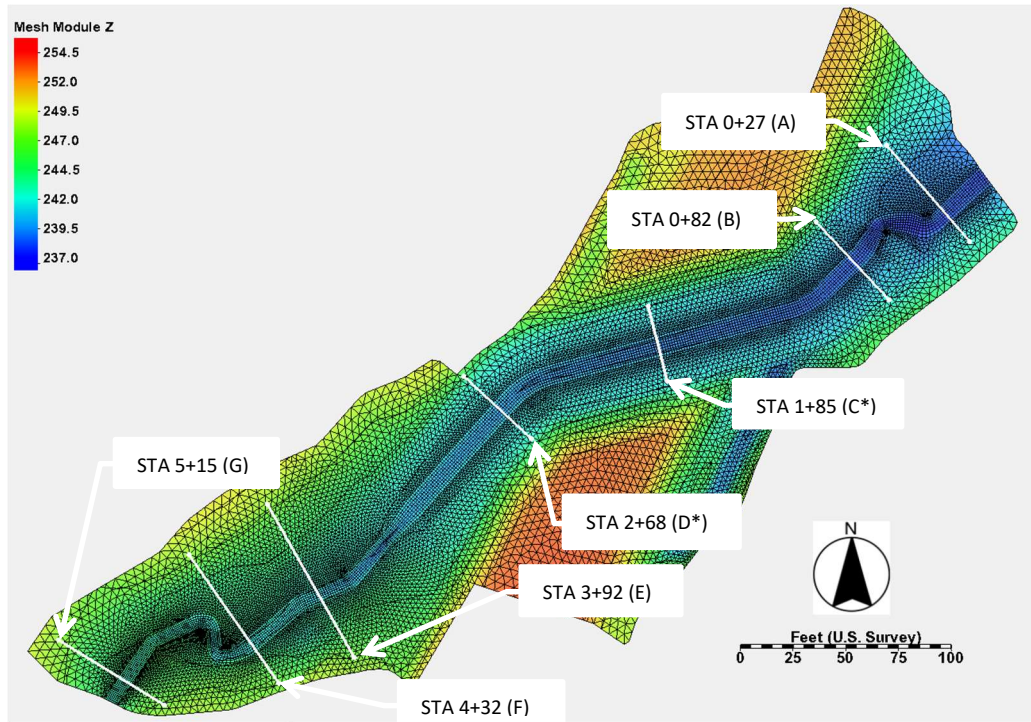 Mesh Module Z
254.5
252.0
249.5
247.0
244.5
242.0
239.5
237.0
STA 0+27 (A)
STA 0+82 (B)
STA 1+85 (C*)
STA 5+15 (G)
STA 2+68 (D*)
STA 3+92 (E)
STA 4+32 (F)
N
Feet (U.S. Survey)
0 25 50 75 100